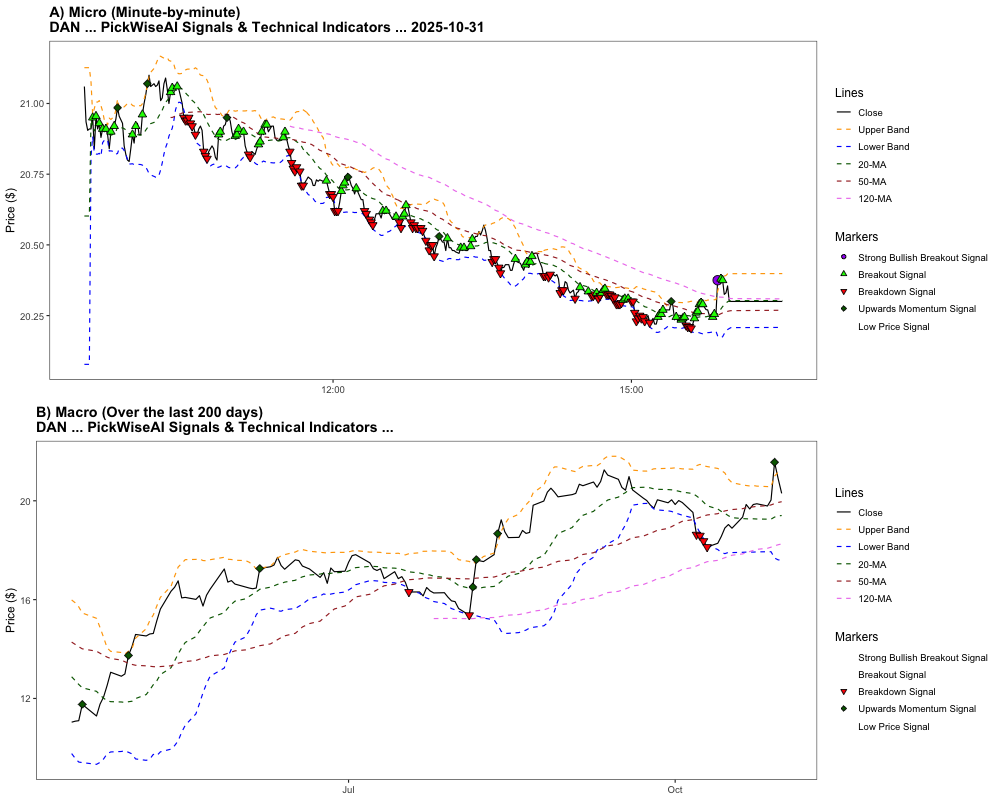 A) Micro (Minute-by-minute)
DAN ... PickWiseAI Signals & Technical Indicators ... 2025-10-31
Price ($)
21.00
20.75
20.50
20.25
12:00
15:00
Lines
Close
Upper Band
Lower Band
20-MA
50-MA
120-MA
Markers
Strong Bullish Breakout Signal
Breakout Signal
Breakdown Signal
Upwards Momentum Signal
Low Price Signal
B) Macro (Over the last 200 days)
DAN ... PickWiseAI Signals & Technical Indicators ...
Price ($)
20
16
12
Jul
Oct
Lines
Close
Upper Band
Lower Band
20-MA
50-MA
120-MA
Markers
Strong Bullish Breakout Signal
Breakout Signal
Breakdown Signal
Upwards Momentum Signal
Low Price Signal